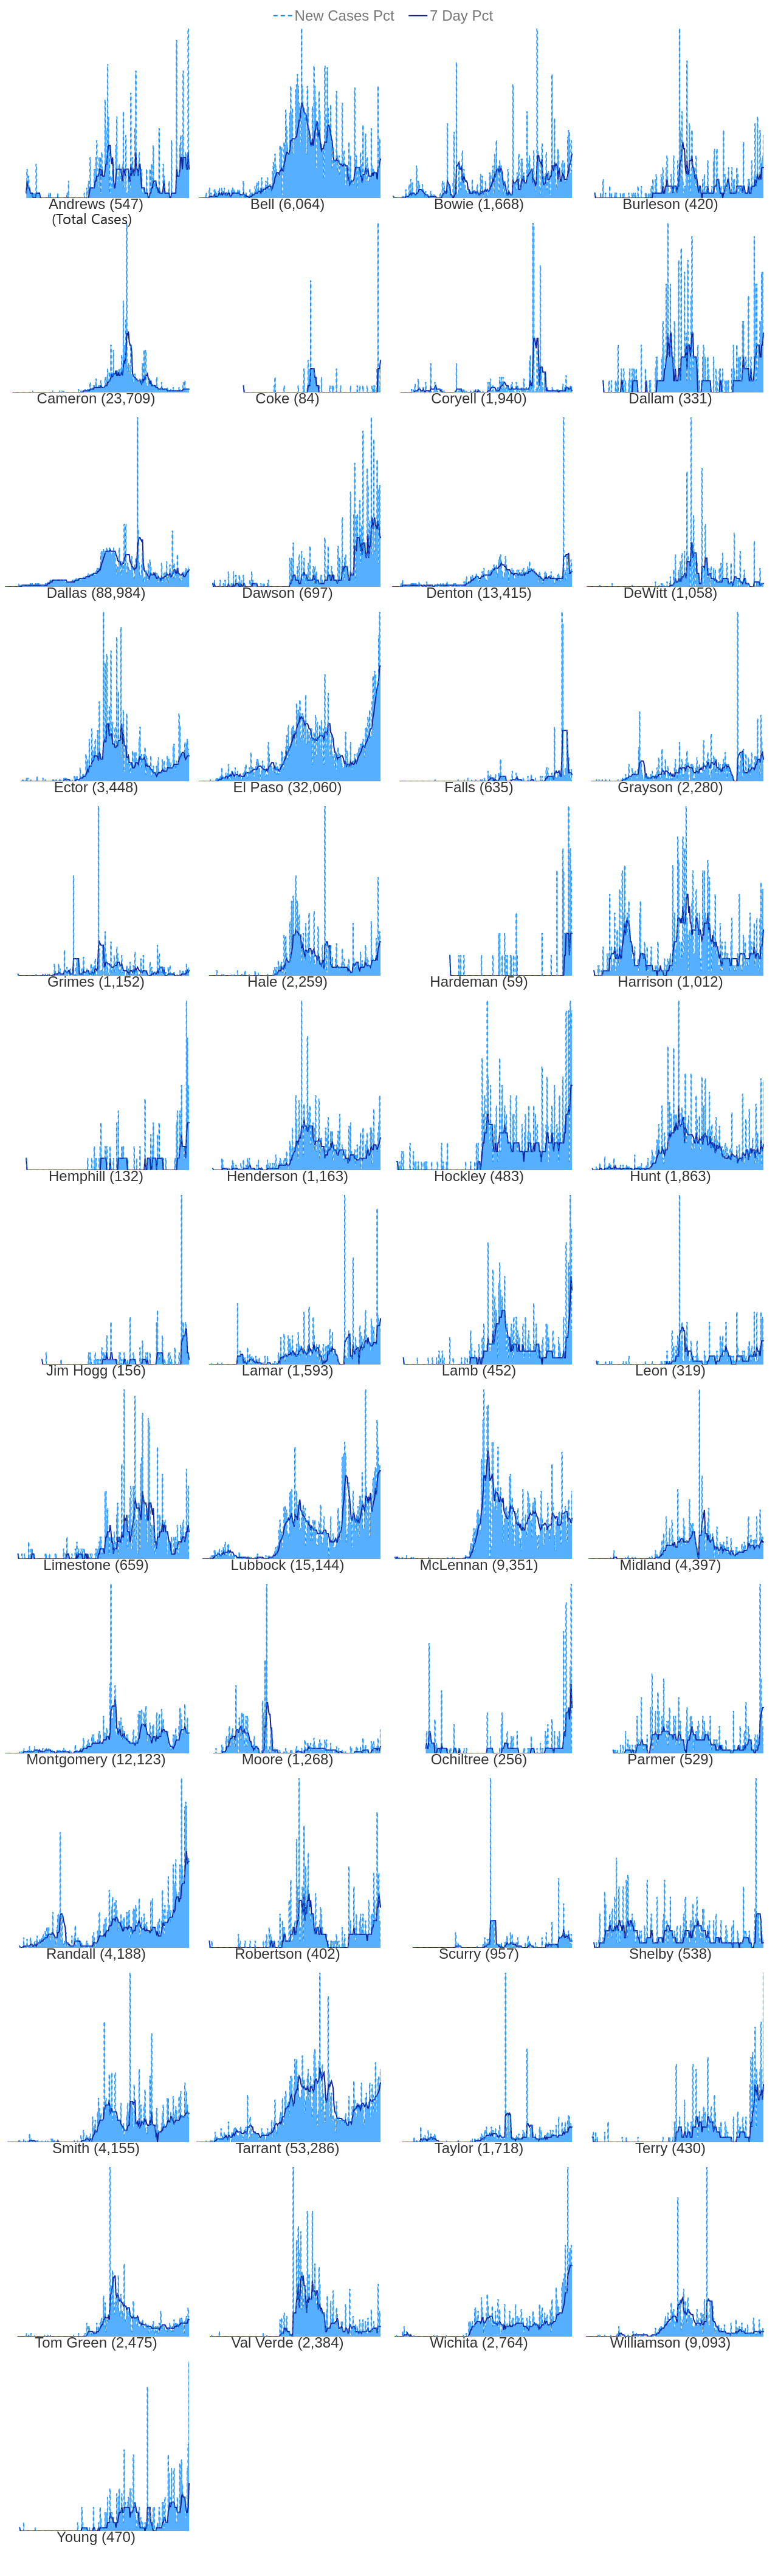 New Cases Pct 7 Day Pct
Andrews (547) Bell (6,064) Bowie (1,668) Burleson (420)
(Total Cases)
Cameron (23,709) Coke (84) Coryell (1,940) Dallam (331)
Dallas (88,984) Dawson (697) Denton (13,415) DeWitt (1,058)
Ector (3,448) El Paso (32,060) Falls (635) Grayson (2,280)
Grimes (1,152) Hale (2,259) Hardeman (59) Harrison (1,012)
Hemphill (132) Henderson (1,163) Hockley (483) Hunt (1,863)
Jim Hogg (156) Lamar (1,593) Lamb (452) Leon (319)
Limestone (659) Lubbock (15,144) McLennan (9,351) Midland (4,397)
Montgomery (12,123) Moore (1,268) Ochiltree (256) Parmer (529)
Randall (4,188) Robertson (402) Scurry (957) Shelby (538)
Smith (4,155) Tarrant (53,286) Taylor (1,718) Terry (430)
Tom Green (2,475) Val Verde (2,384) Wichita (2,764) Williamson (9,093)
Young (470)